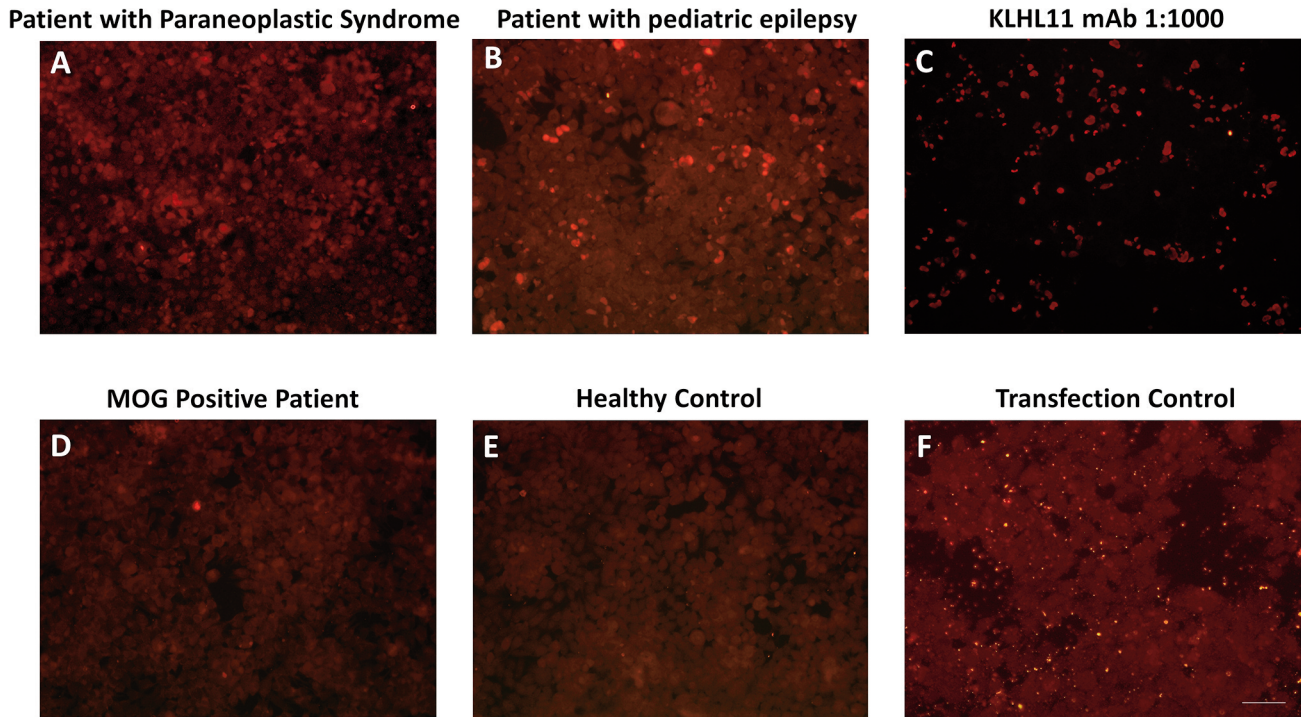 Patient with Paraneoplastic Syndrome
Patient with pediatric epilepsy
KLHL11 mAb 1:1000
A
B
C
MOG Positive Patient
Healthy Control
Transfection Control
D
E
F